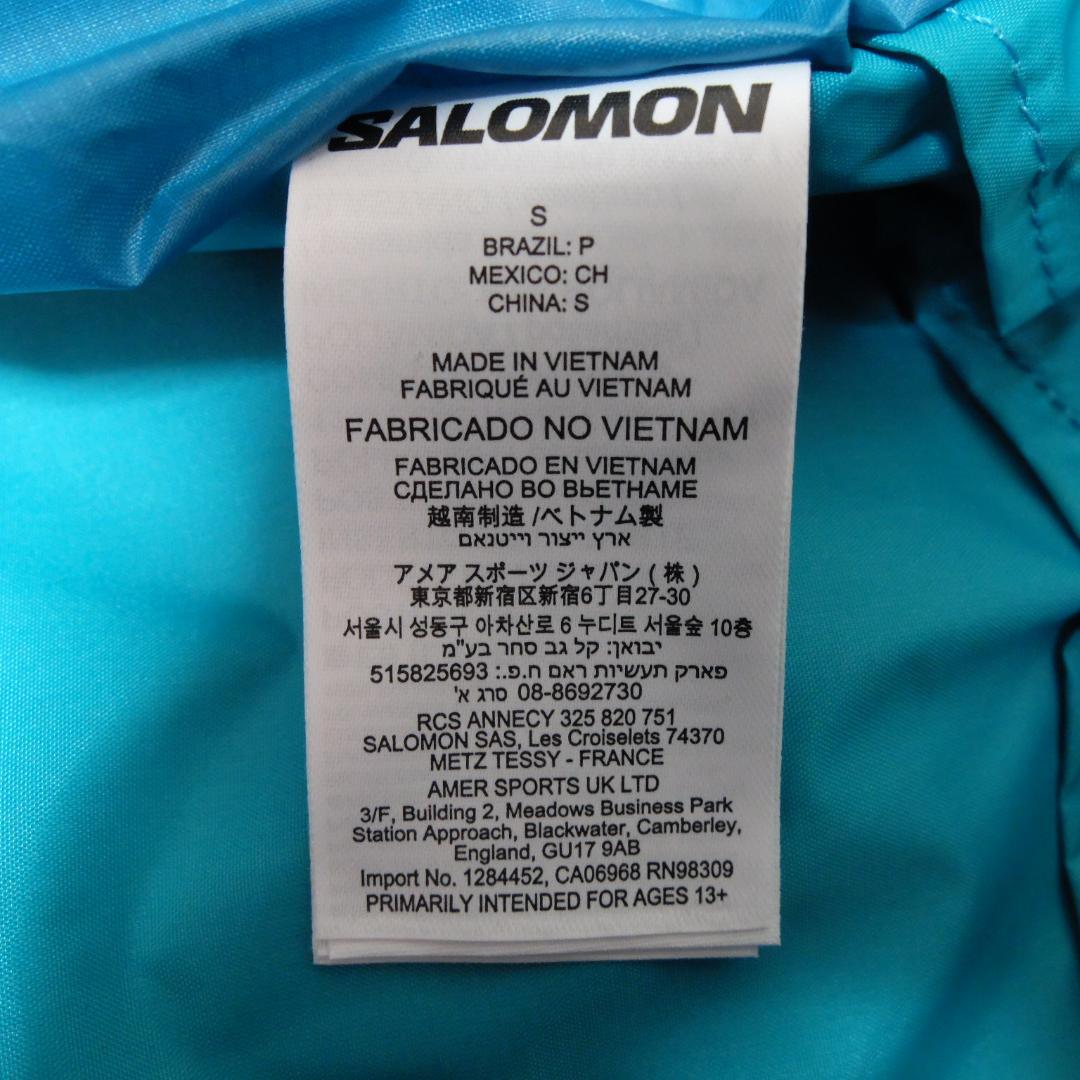 SALOMON
S
BRAZIL: P
MEXICO: CH
CHINA: S
MADE IN VIETNAM
FABRIQUÉ AU VIETNAM
FABRICADO NO VIETNAM
FABRICADO EN VIETNAM
СДЕЛАНО ВО ВЬЕТНАМЕ
越南制造 /ベトナム製
ארץ ייצור וייטנאם
アメア スポーツ ジャパン ( 株 )
東京都新宿区新宿6丁目27-30
서울시 성동구 아차산로 6 누디트 서울숲 10층
יבואן: קל גב סחר בע"מ
פארק תעשיות ראם ח.פ.: 515825693
08-8692730 סרג א'
RCS ANNECY 325 820 751
SALOMON SAS, Les Croiselets 74370
METZ TESSY - FRANCE
AMER SPORTS UK LTD
3/F, Building 2, Meadows Business Park
Station Approach, Blackwater, Camberley,
England, GU17 9AB
Import No. 1284452, CA06968 RN98309
PRIMARILY INTENDED FOR AGES 13+